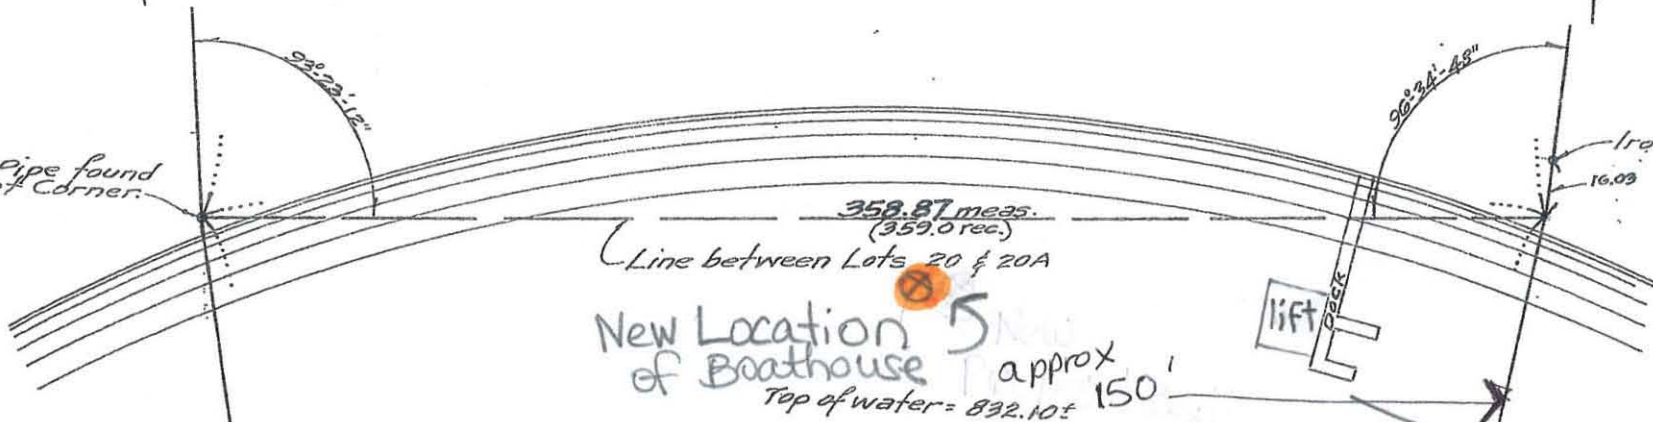 93°-23'-12"
96°-34'-48"
Pipe found
Corner.
16.03
358.87 meas.
(359.0 rec.)
Line between Lots 20 & 20A
New Location
of Boathouse
lift
DOCK
approx
150'
Top of water = 832.10±